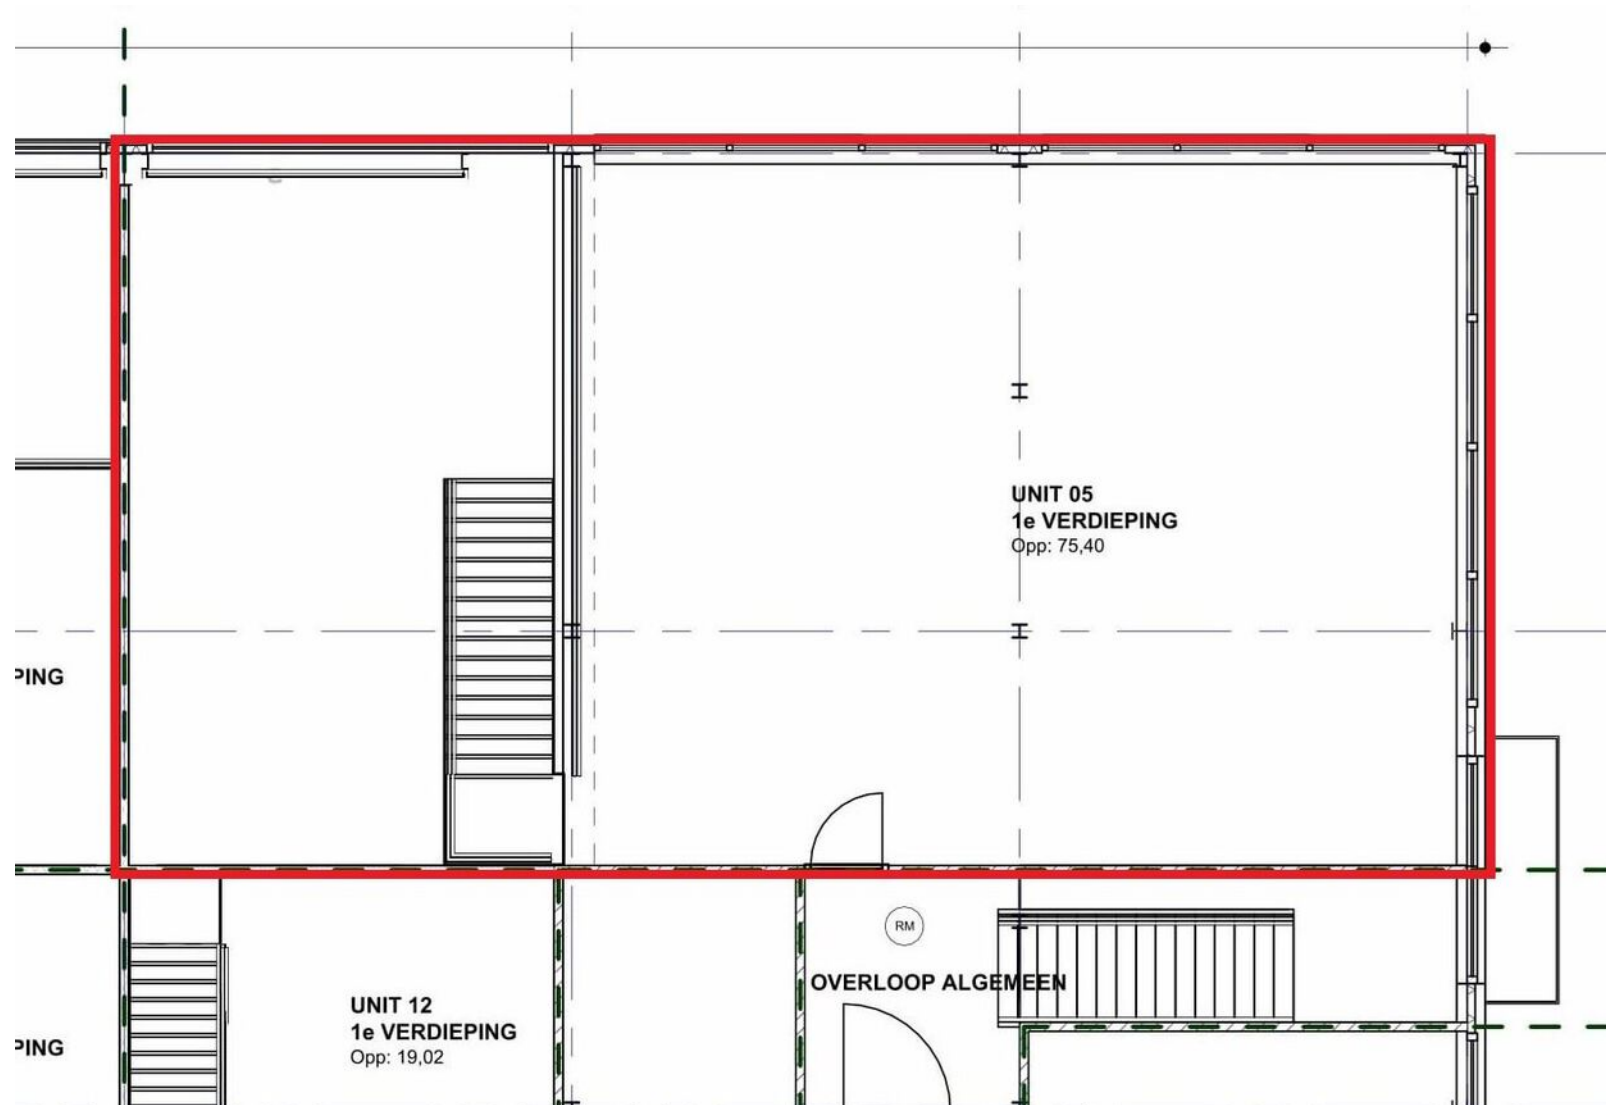 UNIT 05
1e VERDIEPING
Opp: 75,40
PING
RM
OVERLOOP ALGEMEEN
UNIT 12
1e VERDIEPING
Opp: 19,02
PING